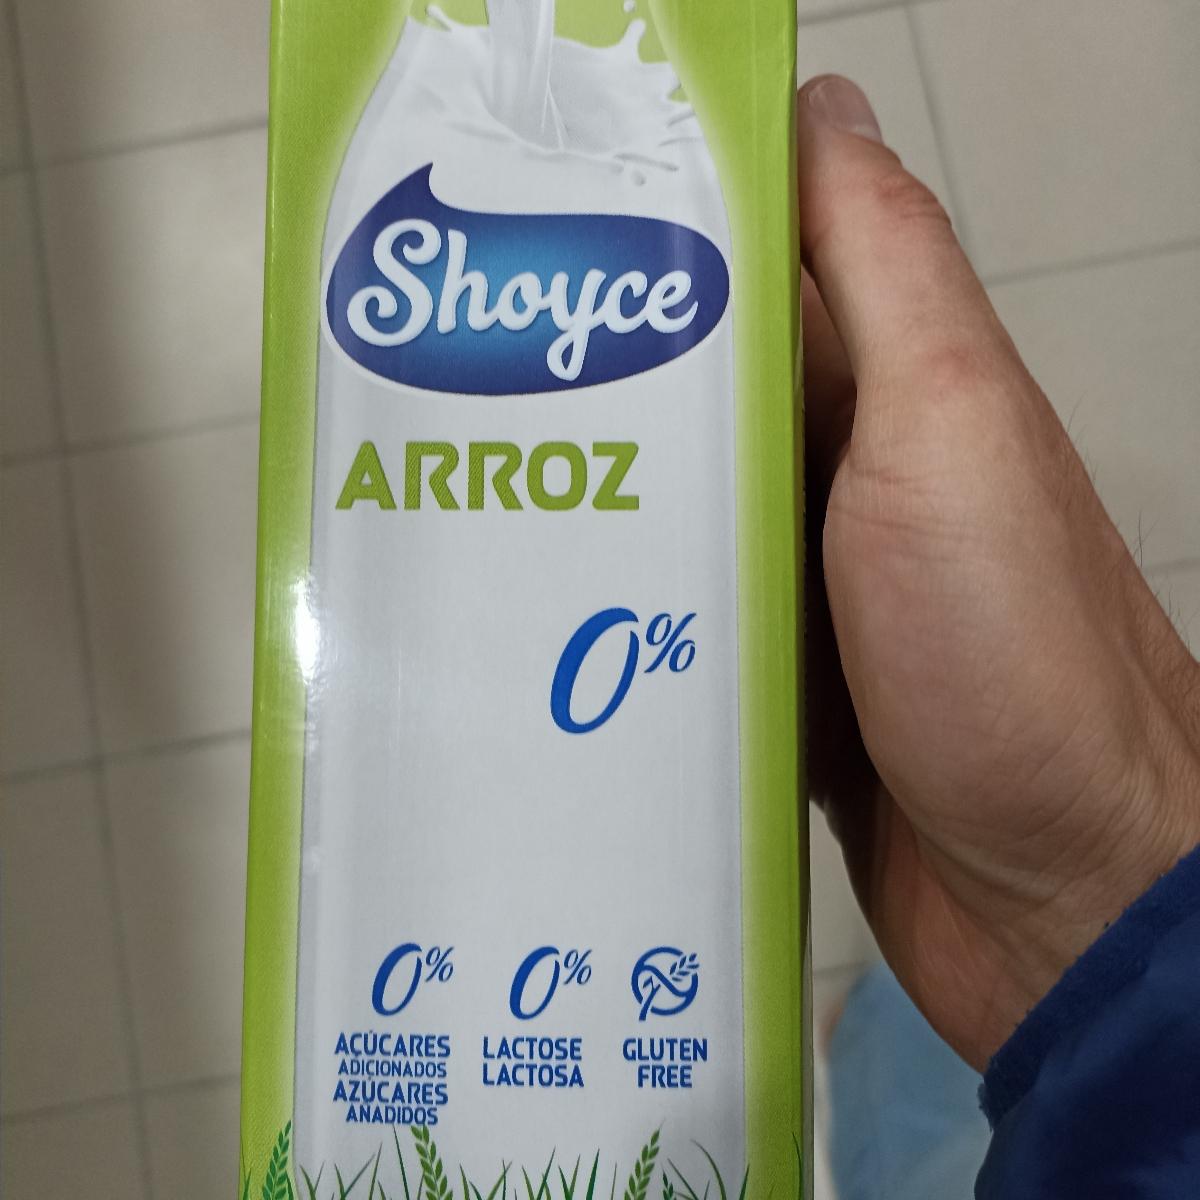 Shoyce
ARROZ
0%
0% 0%
AÇÚCARES
ADICIONADOS
AZÚCARES
AÑADIDOS
LACTOSE
LACTOSA
GLUTEN
FREE